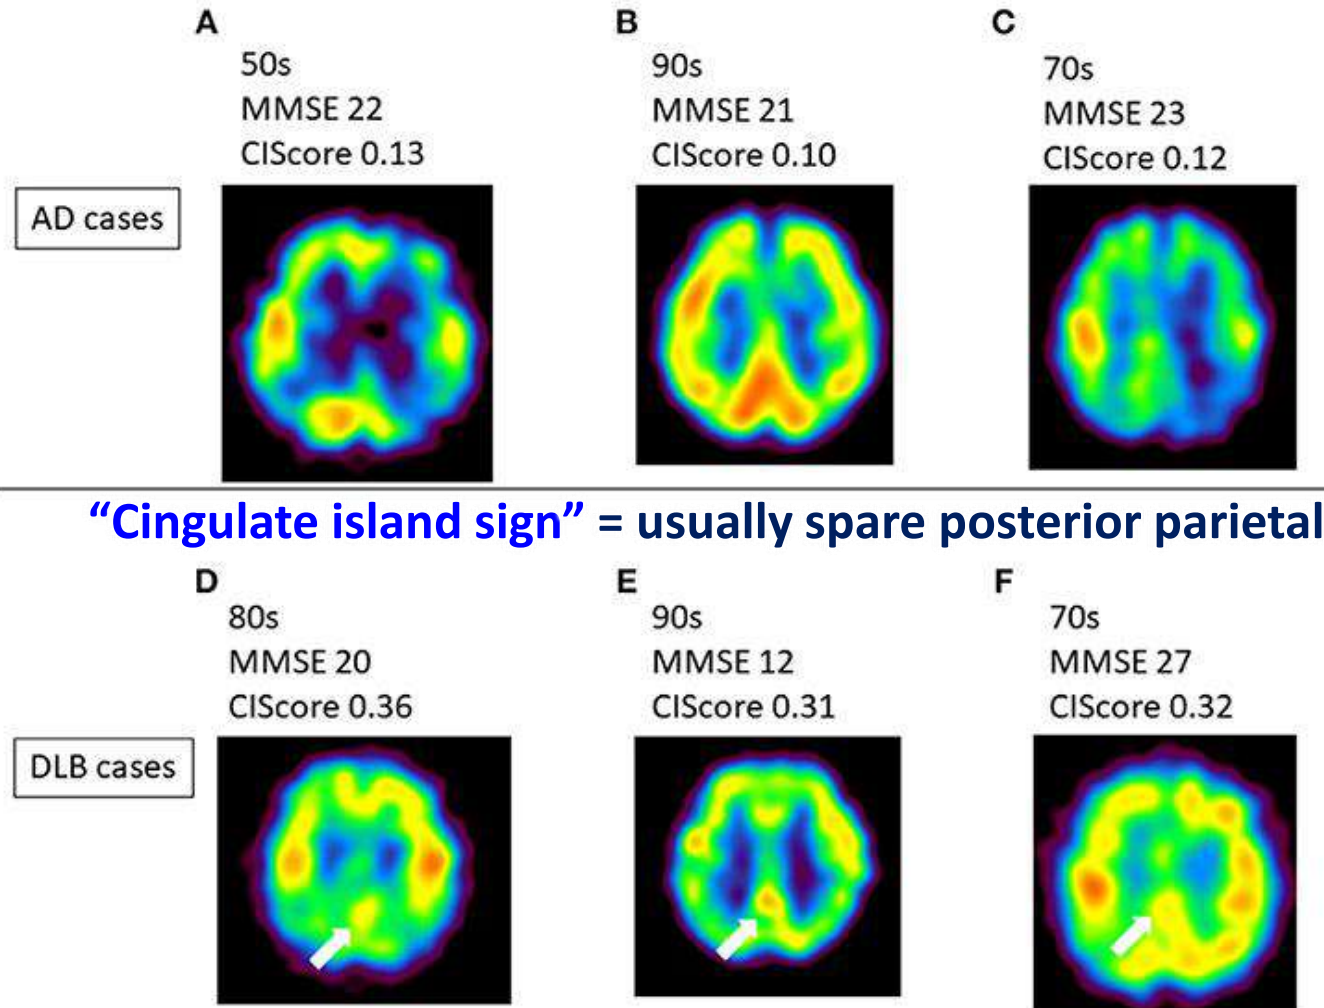 A
50s
MMSE 22
CIScore 0.13
B
90s
MMSE 21
CIScore 0.10
C
70s
MMSE 23
CIScore 0.12
AD cases
“Cingulate island sign” = usually spare posterior parietal
D
80s
MMSE 20
CIScore 0.36
E
90s
MMSE 12
CIScore 0.31
F
70s
MMSE 27
CIScore 0.32
DLB cases